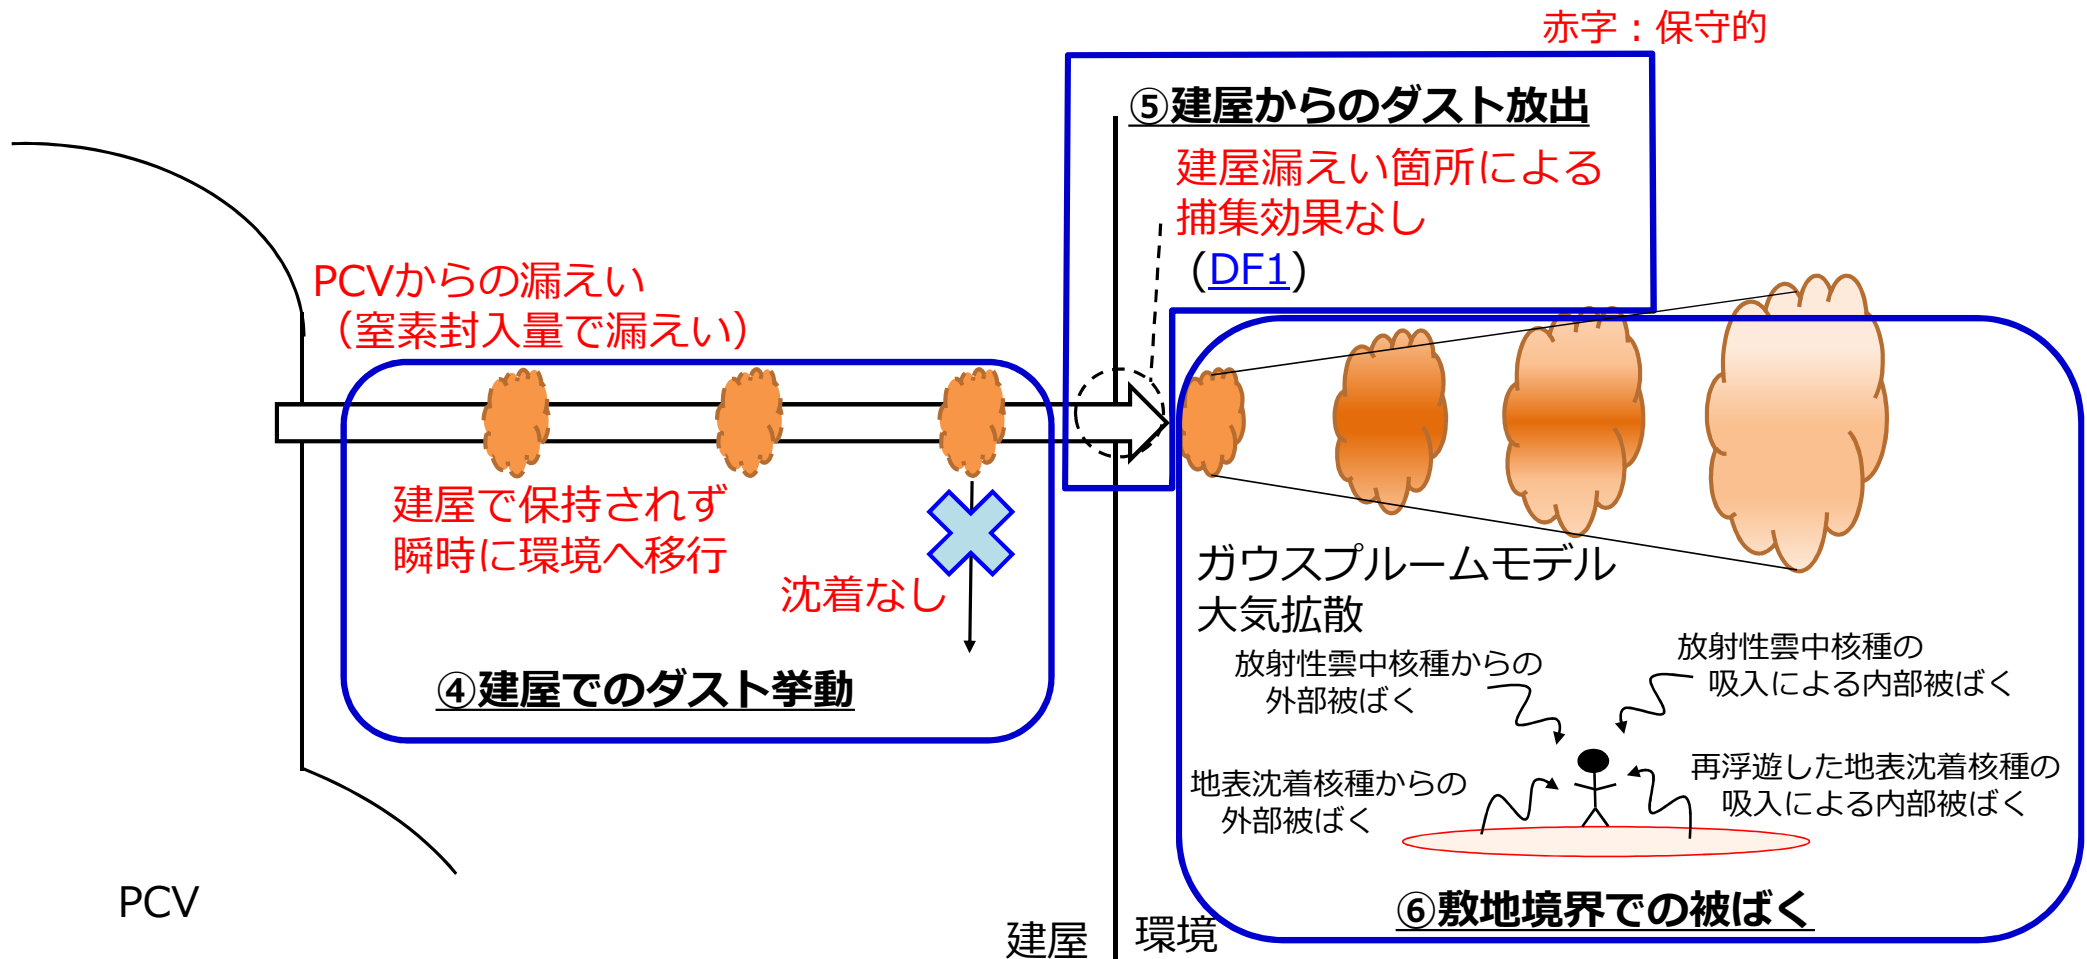 赤字：保守的
⑤建屋からのダスト放出
建屋漏えい箇所による
捕集効果なし
(DF1)
PCVからの漏えい
（窒素封入量で漏えい）
建屋で保持されず
瞬時に環境へ移行
沈着なし
④建屋でのダスト挙動
ガウスプルームモデル
大気拡散
放射性雲中核種からの
外部被ばく
放射性雲中核種の
吸入による内部被ばく
地表沈着核種からの
外部被ばく
再浮遊した地表沈着核種の
吸入による内部被ばく
⑥敷地境界での被ばく
PCV
建屋
環境